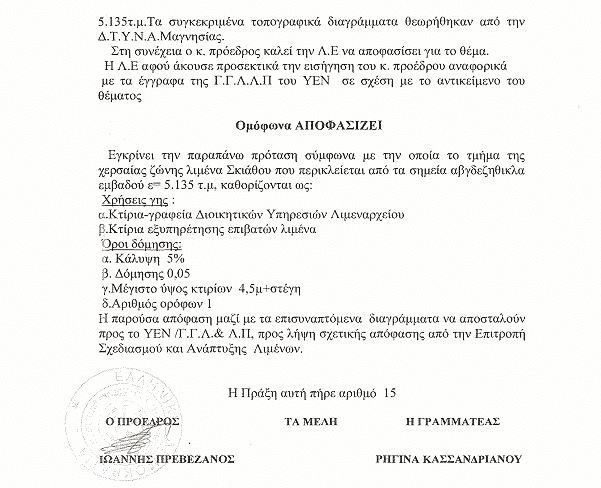 5.135τ.μ.Τα συγκεκριμένα τοπογραφικά διαγράμματα θεωρήθηκαν από την
Δ.Τ.Υ.Ν.Α.Μαγνησίας.
Στη συνέχεια ο κ. πρόεδρος καλεί την Λ.Ε να αποφασίσει για το θέμα.
Η Λ.Ε αφού άκουσε προσεκτικά την εισήγηση του κ. προέδρου αναφορικά
με τα έγγραφα της Γ.Γ.Λ.Λ.Π του ΥΕΝ σε σχέση με το αντικείμενο του
θέματος
Ομόφωνα ΑΠΟΦΑΣΙΖΕΙ
Εγκρίνει την παραπάνω πρόταση σύμφωνα με την οποία το τμήμα της
χερσαίας ζώνης λιμένα Σκιάθου που περικλείεται από τα σημεία αβγδεζηθικλα
εμβαδού ε= 5.135 τ.μ, καθορίζονται ως:
Χρήσεις γης :
α.Κτίρια-γραφεία Διοικητικών Υπηρεσιών Λιμεναρχείου
β.Κτίρια εξυπηρέτησης επιβατών λιμένα
Όροι δόμησης:
α. Κάλυψη 5%
β. Δόμησης 0,05
γ.Μέγιστο ύψος κτιρίων 4,5μ+στέγη
δ.Αριθμός ορόφων 1
Η παρούσα απόφαση μαζί με τα επισυναπτόμενα διαγράμματα να αποσταλούν
προς το ΥΕΝ /Γ.Γ.Λ.& Λ.Π, προς λήψη σχετικής απόφασης από την Επιτροπή
Σχεδιασμού και Ανάπτυξης Λιμένων.
Η Πράξη αυτή πήρε αριθμό 15
Ο ΠΡΟΕΔΡΟΣ ΤΑ ΜΕΛΗ Η ΓΡΑΜΜΑΤΕΑΣ
ΙΩΑΝΝΗΣ ΠΡΕΒΕΖΑΝΟΣ ΡΗΓΙΝΑ ΚΑΣΣΑΝΔΡΙΑΝΟΥ